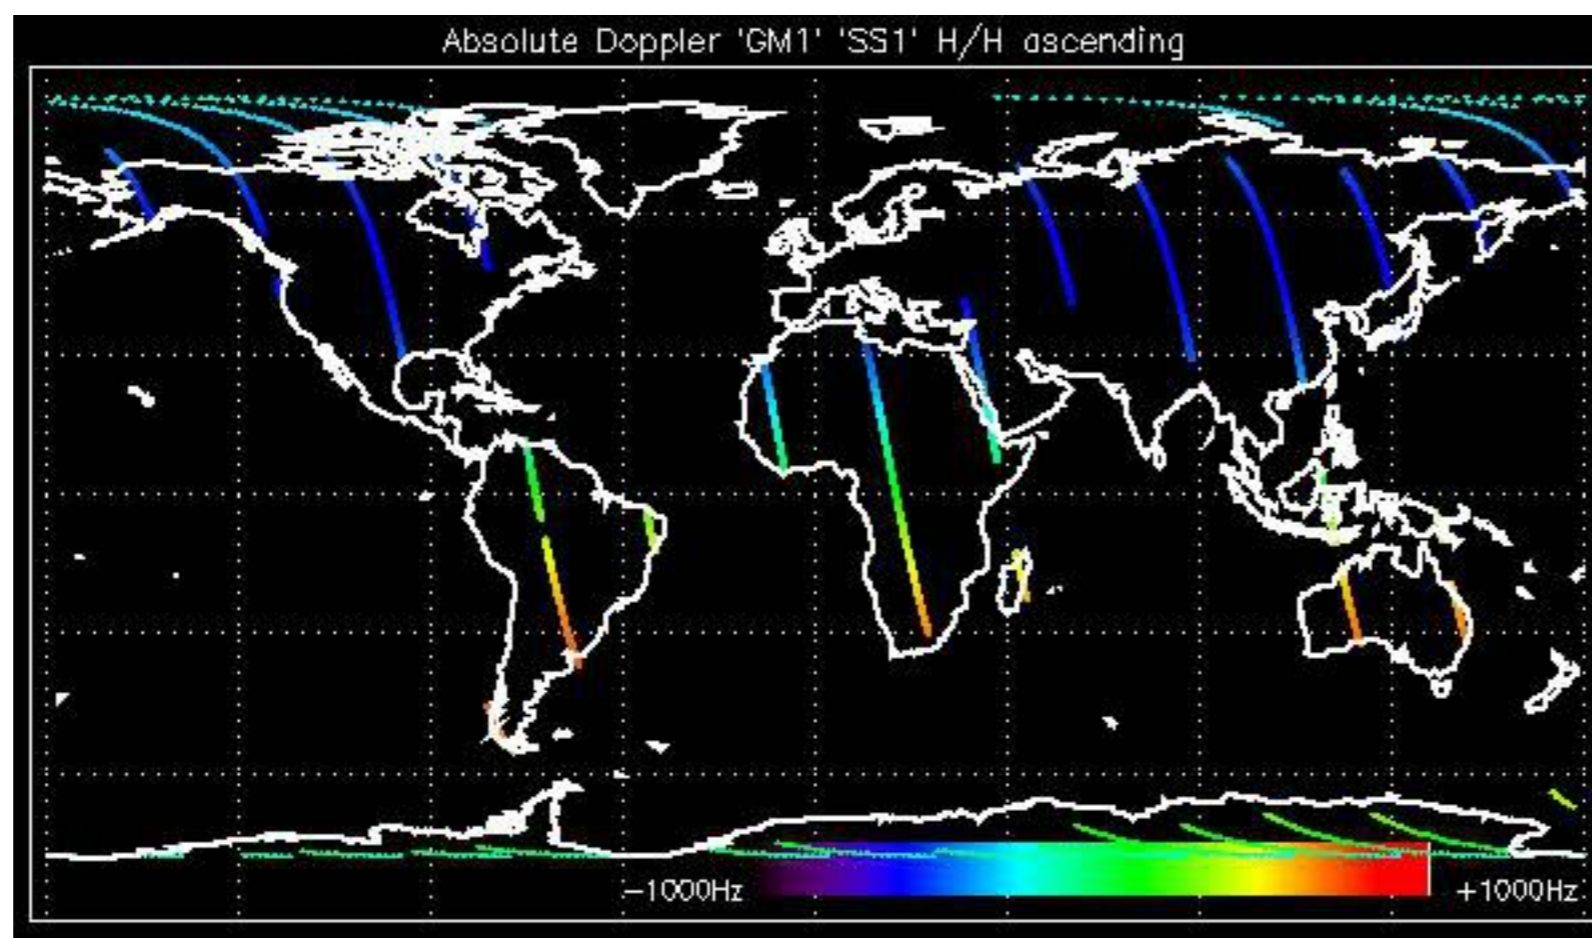 Absolute Doppler 'GM1' 'SS1' H/H ascending
−1000Hz
+1000Hz